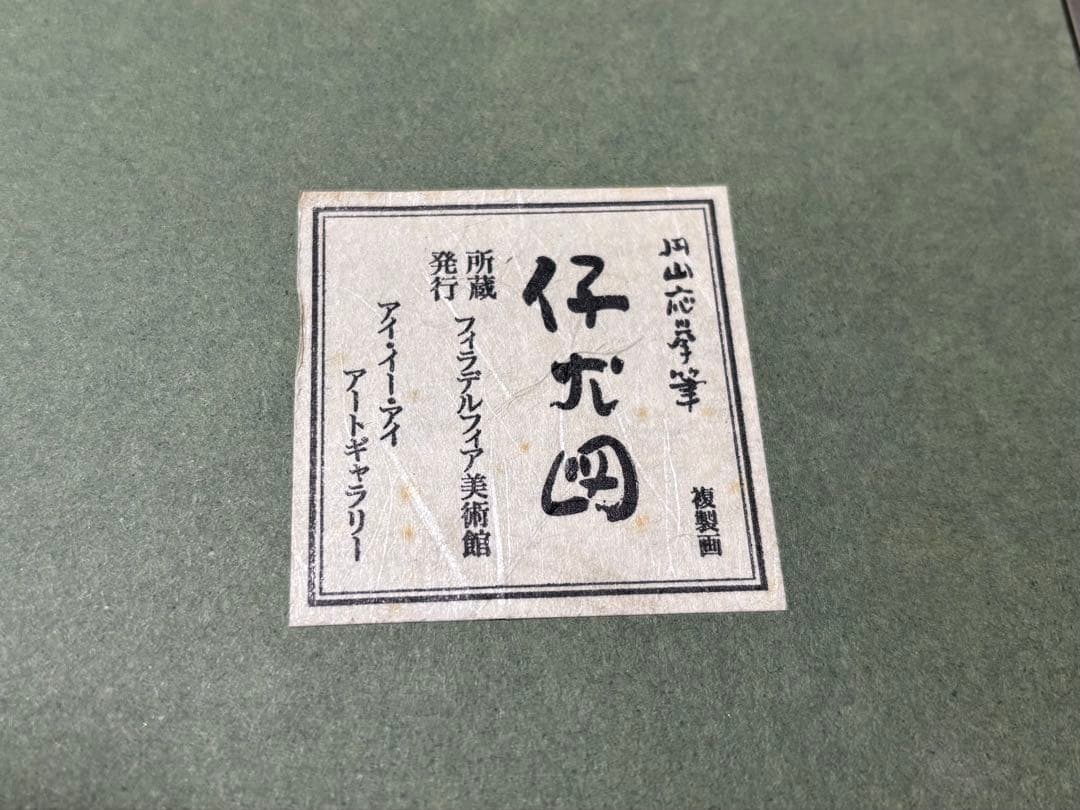 円山応挙筆
複製画
仔犬図
所蔵 フィラデルフィア美術館
発行 アイ・イー・アイ
アートギャラリー